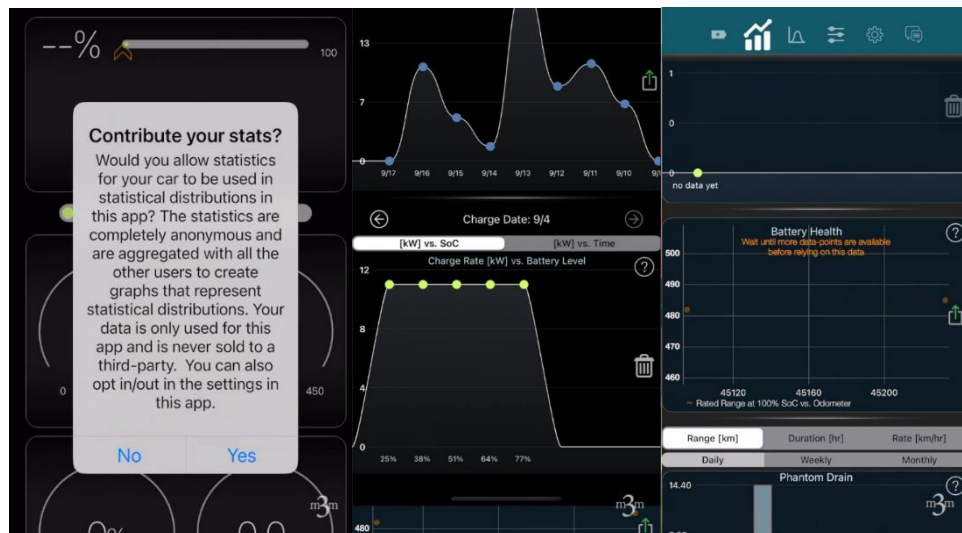 --%
100
Contribute your stats?
Would you allow statistics
for your car to be used in
statistical distributions in
this app? The statistics are
completely anonymous and
are aggregated with all the
other users to create
graphs that represent
statistical distributions. Your
data is only used for this
app and is never sold to a
third-party. You can also
opt in/out in the settings in
this app.
0
450
No
Yes
m3m
13
7
0
9/17 9/16 9/15 9/14 9/13 9/12 9/11 9/10
Charge Date: 9/4
[kW] vs. SoC
[kW] vs. Time
Charge Rate [kW] vs. Battery Level
?
12
8
4
0
25% 38% 51% 64% 77%
m3m
480
1
0
0
no data yet
Battery Health
?
Wait until more data-points are available
before relying on this data
500
490
480
470
460
45120 45160 45200
Rated Range at 100% SoC vs. Odometer
Range [km]
Duration [hr]
Rate [km/hr]
Daily
Weekly
Monthly
Phantom Drain
?
14.40
m3m